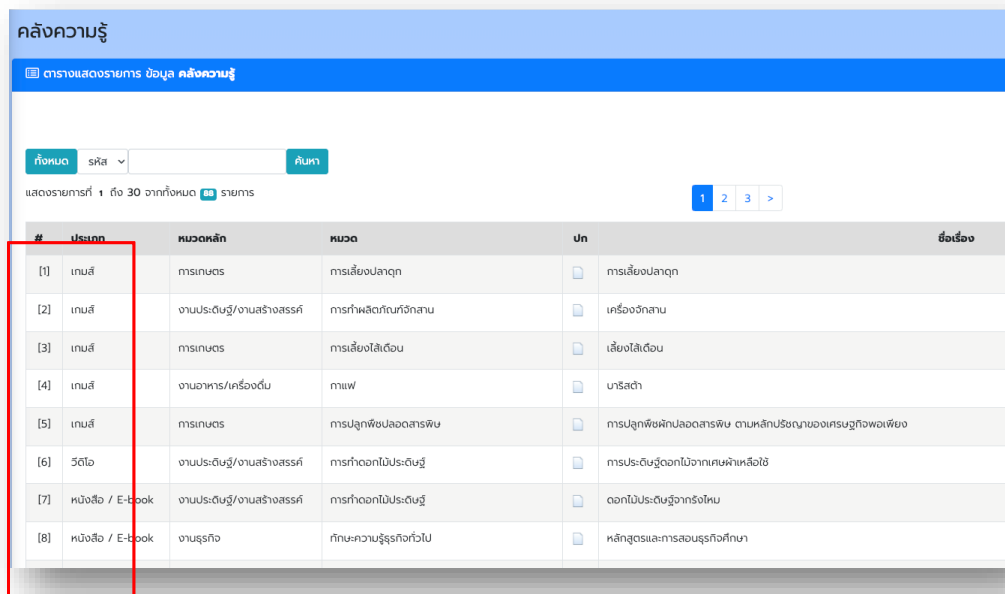 คลังความรู้
ตารางแสดงรายการ ข้อมูล คลังความรู้
ทั้งหมด รหัส ค้นหา
แสดงรายการที่ 1 ถึง 30 จากทั้งหมด 88 รายการ
1 2 3 >
# ประเภท หมวดหลัก หมวด ปก ชื่อเรื่อง
[1] เกมส์ การเกษตร การเลี้ยงปลาดุก การเลี้ยงปลาดุก
[2] เกมส์ งานประดิษฐ์/งานสร้างสรรค์ การทำผลิตภัณฑ์จักสาน เครื่องจักสาน
[3] เกมส์ การเกษตร การเลี้ยงไส้เดือน เลี้ยงไส้เดือน
[4] เกมส์ งานอาหาร/เครื่องดื่ม กาแฟ บาริสต้า
[5] เกมส์ การเกษตร การปลูกพืชปลอดสารพิษ การปลูกพืชผักปลอดสารพิษ ตามหลักปรัชญาของเศรษฐกิจพอเพียง
[6] วีดิโอ งานประดิษฐ์/งานสร้างสรรค์ การทำดอกไม้ประดิษฐ์ การประดิษฐ์ดอกไม้จากเศษผ้าเหลือใช้
[7] หนังสือ / E-book งานประดิษฐ์/งานสร้างสรรค์ การทำดอกไม้ประดิษฐ์ ดอกไม้ประดิษฐ์จากรังไหม
[8] หนังสือ / E-book งานธุรกิจ ทักษะความรู้ธุรกิจทั่วไป หลักสูตรและการสอนธุรกิจศึกษา